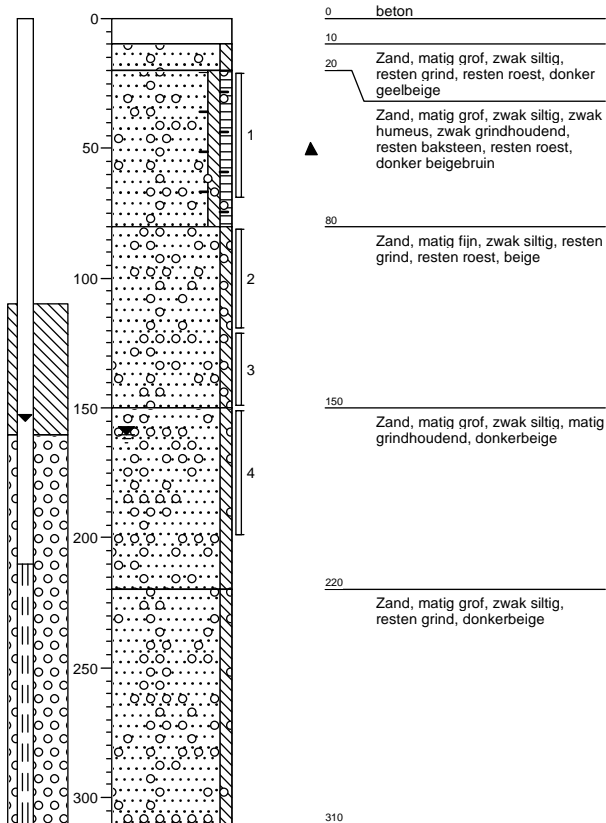 0
50
100
150
200
250
300
1
2
3
4
0 beton
10
Zand, matig grof, zwak siltig,
resten grind, resten roest, donker
geelbeige
20
Zand, matig grof, zwak siltig, zwak
humeus, zwak grindhoudend,
resten baksteen, resten roest,
donker beigebruin
80
Zand, matig fijn, zwak siltig, resten
grind, resten roest, beige
150
Zand, matig grof, zwak siltig, matig
grindhoudend, donkerbeige
220
Zand, matig grof, zwak siltig,
resten grind, donkerbeige
310